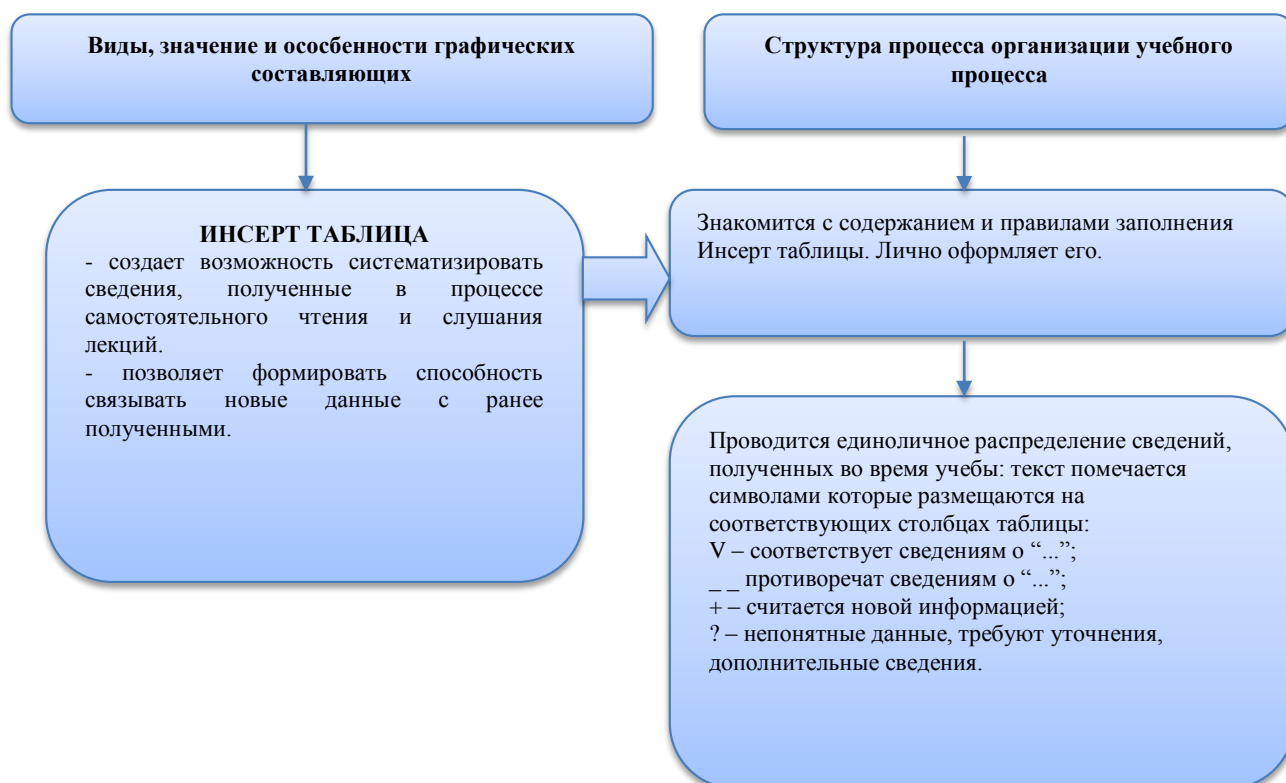 Виды, значение и ососбенности графических
составляющих
Структура процесса организации учебного
процесса
ИНСЕРТ ТАБЛИЦА
- создает возможность систематизировать
сведения, полученные в процессе
самостоятельного чтения и слушания
лекций.
- позволяет формировать способность
связывать новые данные с ранее
полученными.
Знакомится с содержанием и правилами заполнения
Инсерт таблицы. Лично оформляет его.
Проводится единоличное распределение сведений,
полученных во время учебы: текст помечается
символами которые размещаются на
соответствующих столбцах таблицы:
V – соответствует сведениям о “...”;
_ _ противоречат сведениям о “...”;
+ – считается новой информацией;
? – непонятные данные, требуют уточнения,
дополнительные сведения.